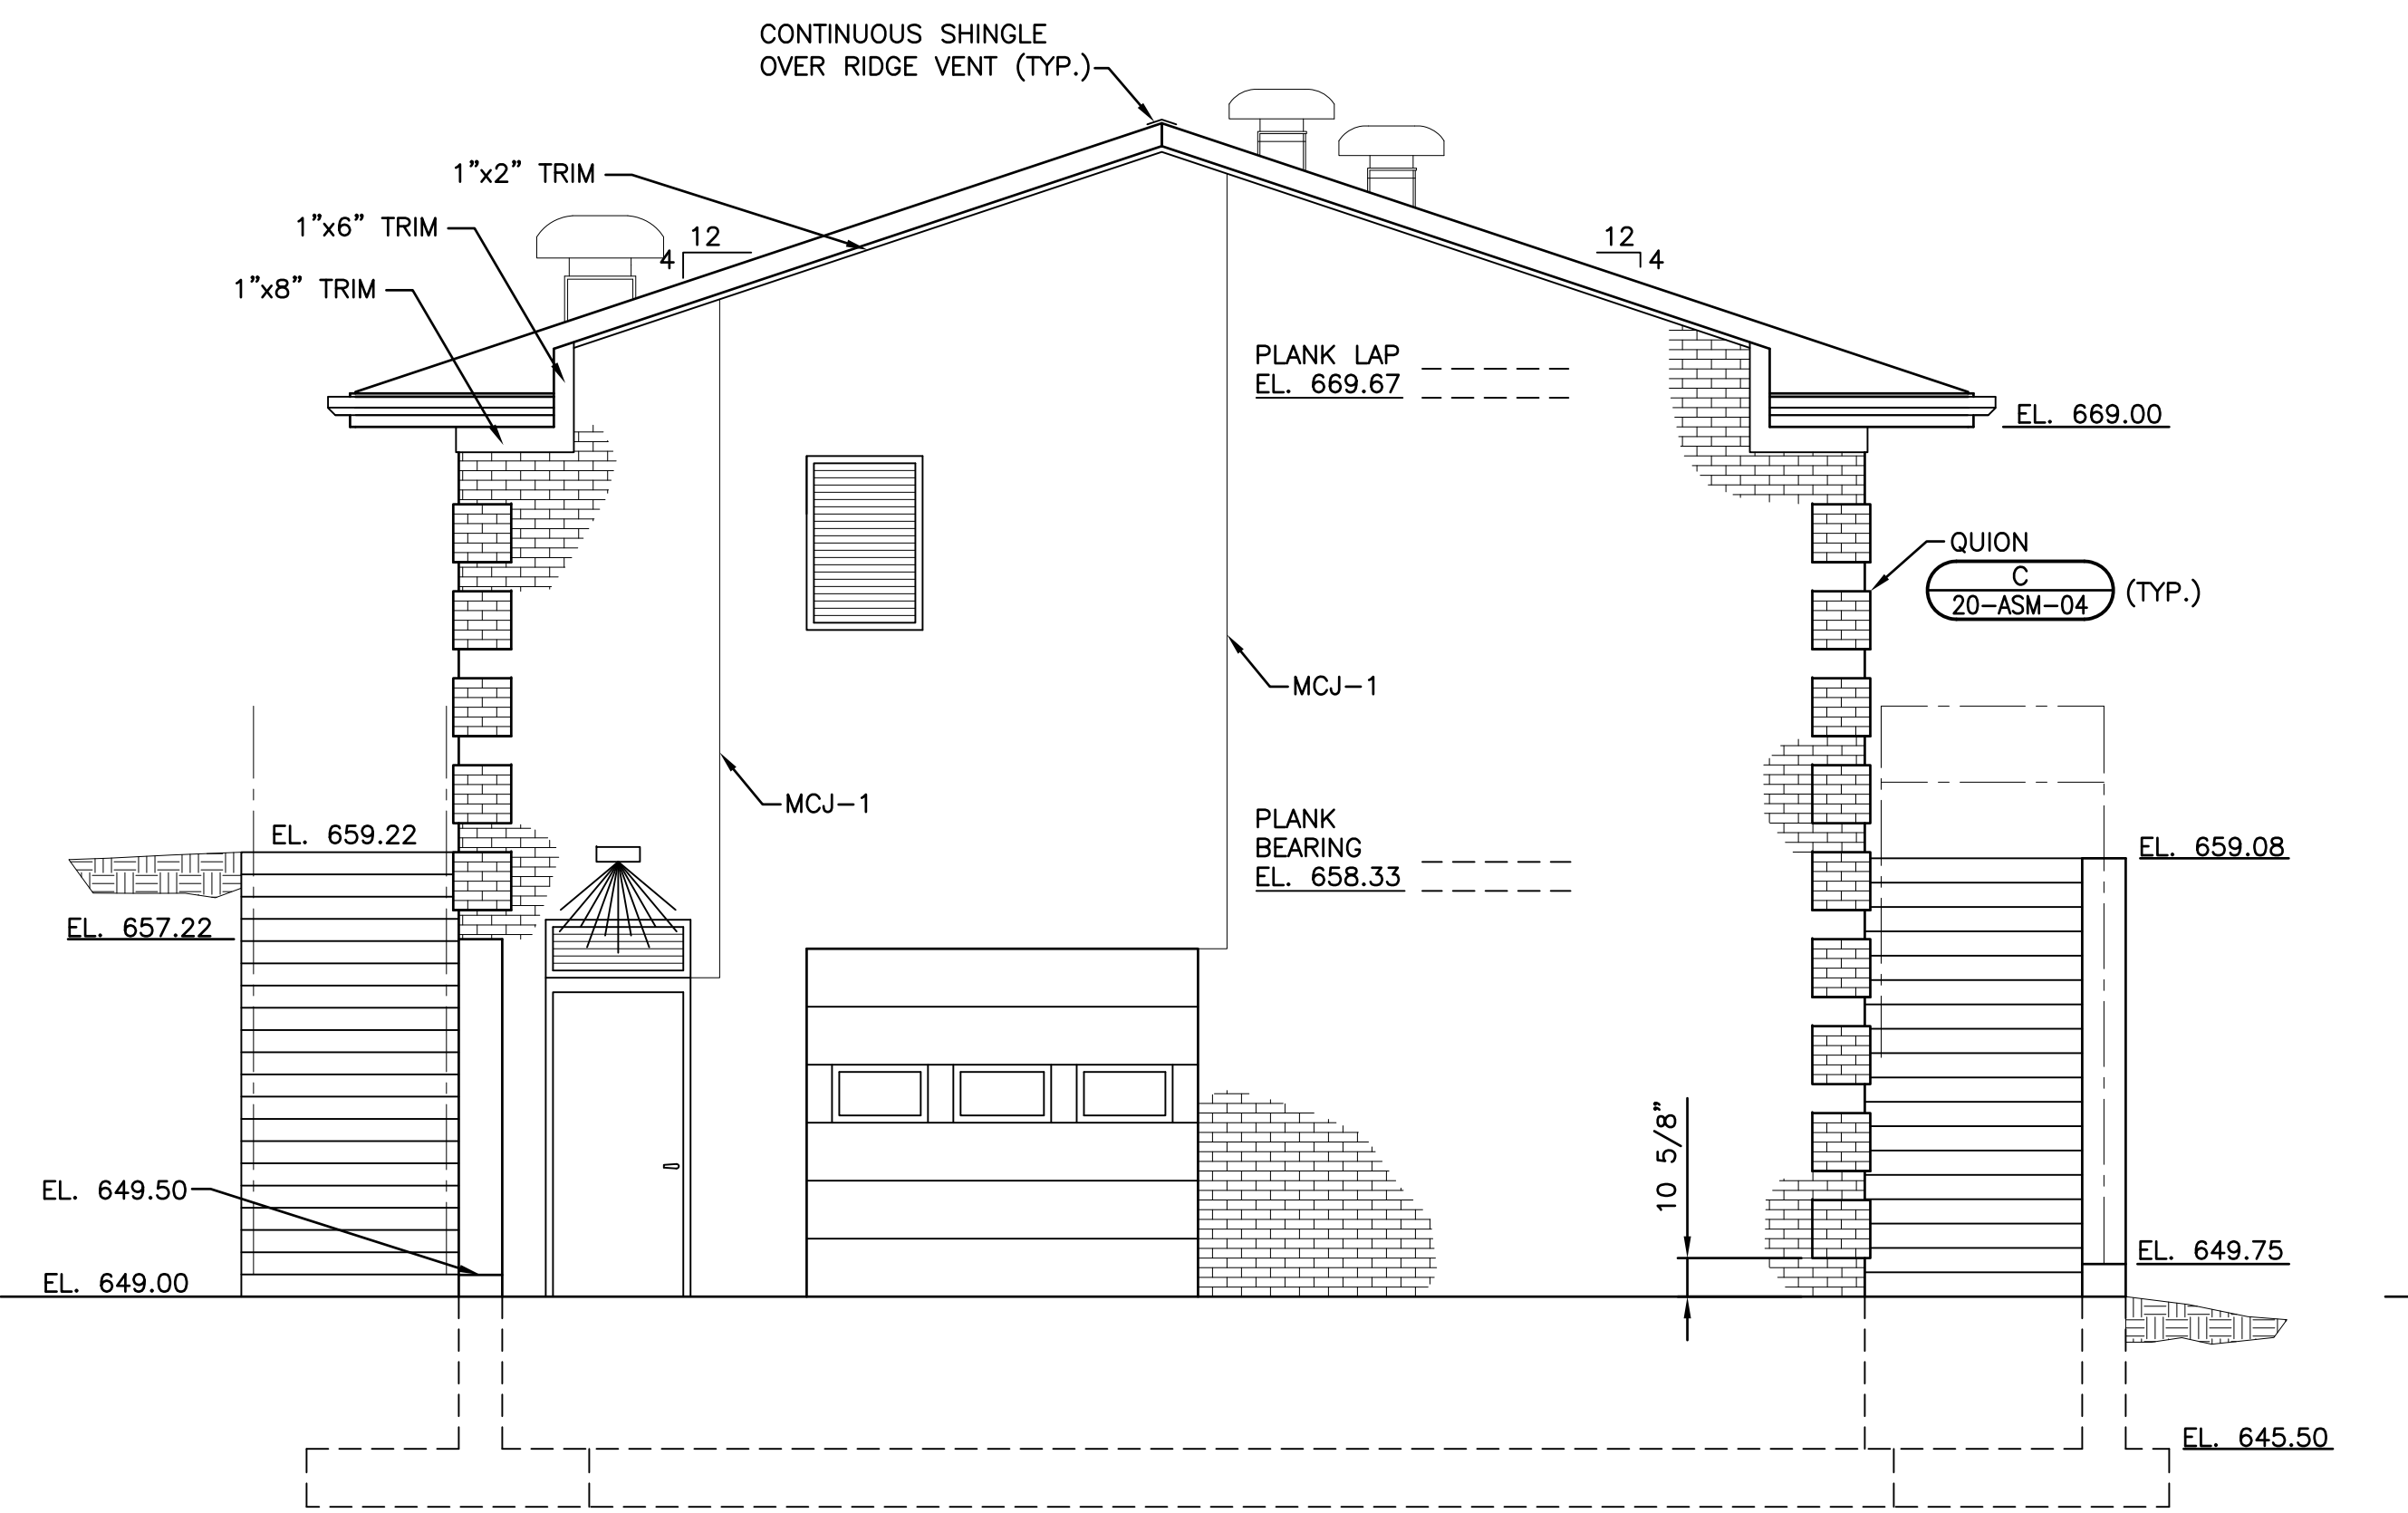 CONTINUOUS SHINGLE
OVER RIDGE VENT (TYP.)
1"x2" TRIM
1"x6" TRIM
1"x8" TRIM
12
4
12
4
PLANK LAP
EL. 669.67
EL. 669.00
QUION
C
20-ASM-04
(TYP.)
MCJ-1
MCJ-1
PLANK
BEARING
EL. 658.33
EL. 659.22
EL. 659.08
EL. 657.22
10 5/8"
EL. 649.50
EL. 649.75
EL. 649.00
EL. 645.50